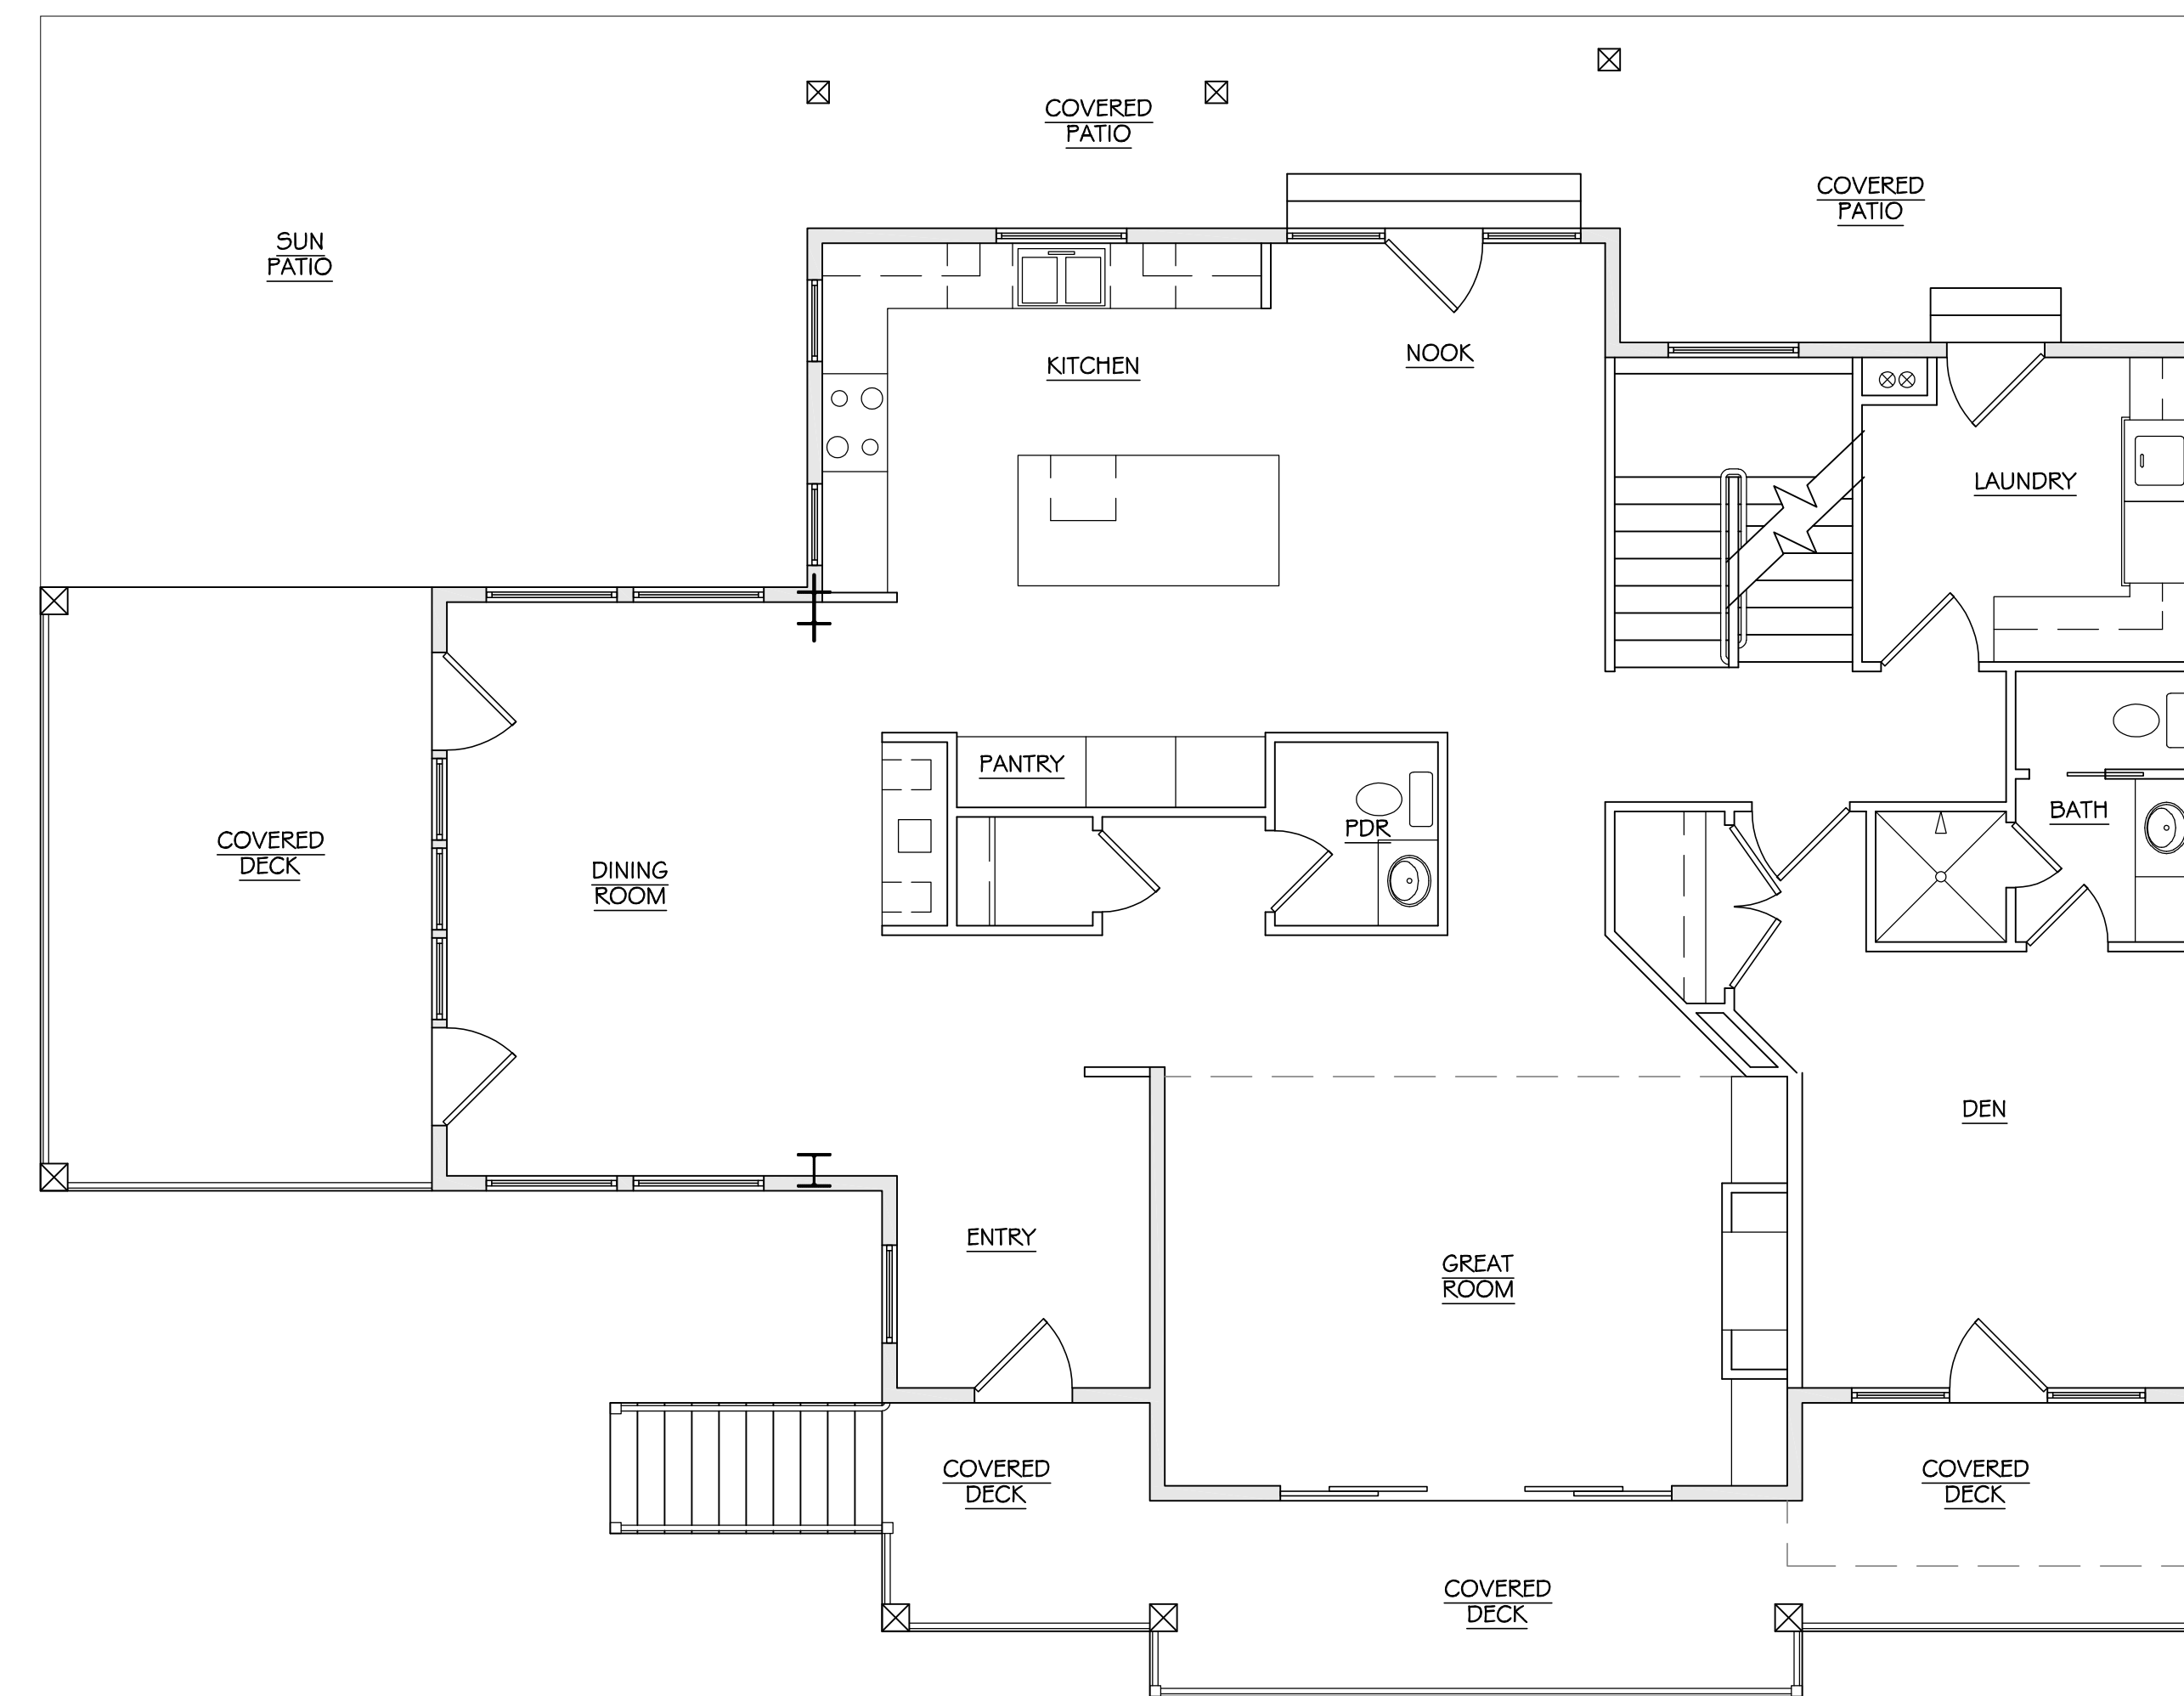 COVERED
PATIO
COVERED
PATIO
SUN
PATIO
KITCHEN
NOOK
LAUNDRY
PANTRY
PDR
BATH
COVERED
DECK
DINING
ROOM
DEN
ENTRY
GREAT
ROOM
COVERED
DECK
COVERED
DECK
COVERED
DECK